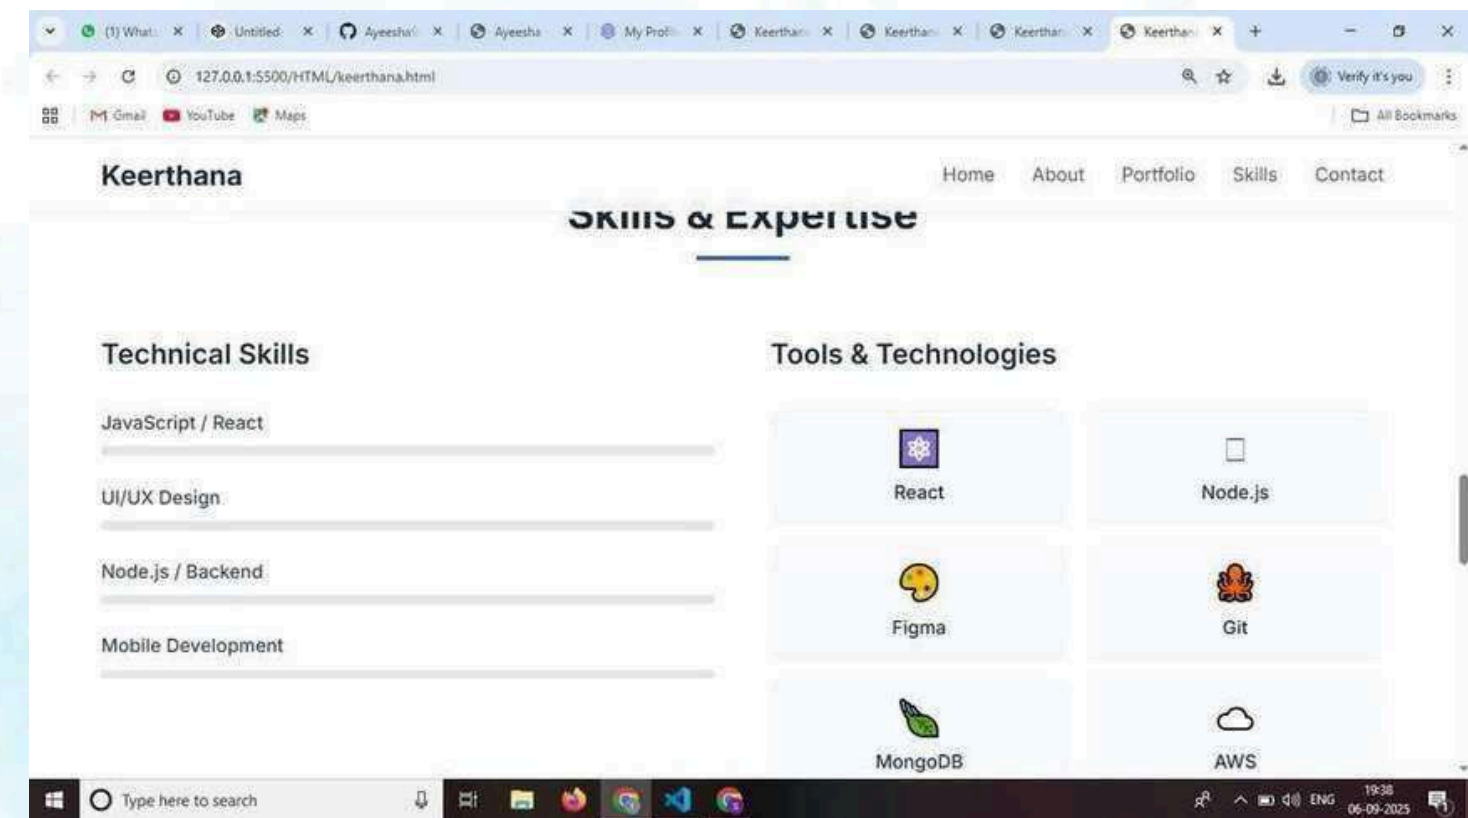 (1) What
Untitled
Ayeesha
Ayeesha
My Profi
Keerthan
Keerthan
Keerthan
Keerthan
127.0.0.1:5500/HTML/keerthana.html
Verify it's you
Gmail
YouTube
Maps
All Bookmarks
Keerthana
Home
About
Portfolio
Skills
Contact
Skills & Expertise
Technical Skills
JavaScript / React
UI/UX Design
Node.js / Backend
Mobile Development
Tools & Technologies
React
Node.js
Figma
Git
MongoDB
AWS
Type here to search
ENG
19:38
06-09-2025